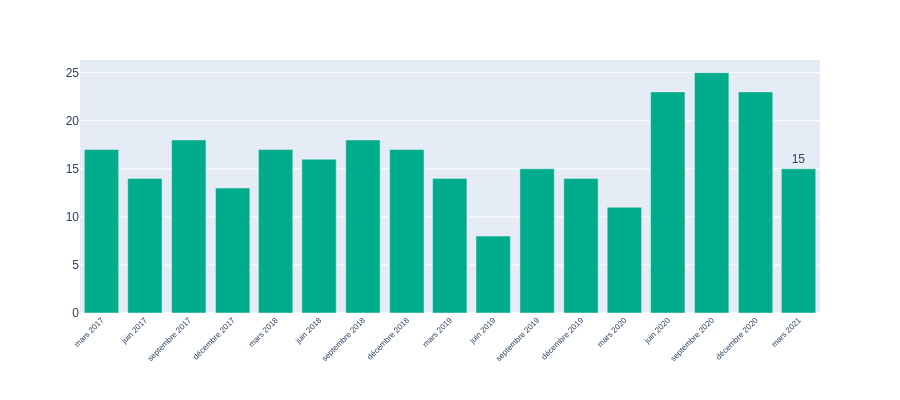 25
20
15
10
5
0
15
mars 2017
juin 2017
septembre 2017
décembre 2017
mars 2018
juin 2018
septembre 2018
décembre 2018
mars 2019
juin 2019
septembre 2019
décembre 2019
mars 2020
juin 2020
septembre 2020
décembre 2020
mars 2021